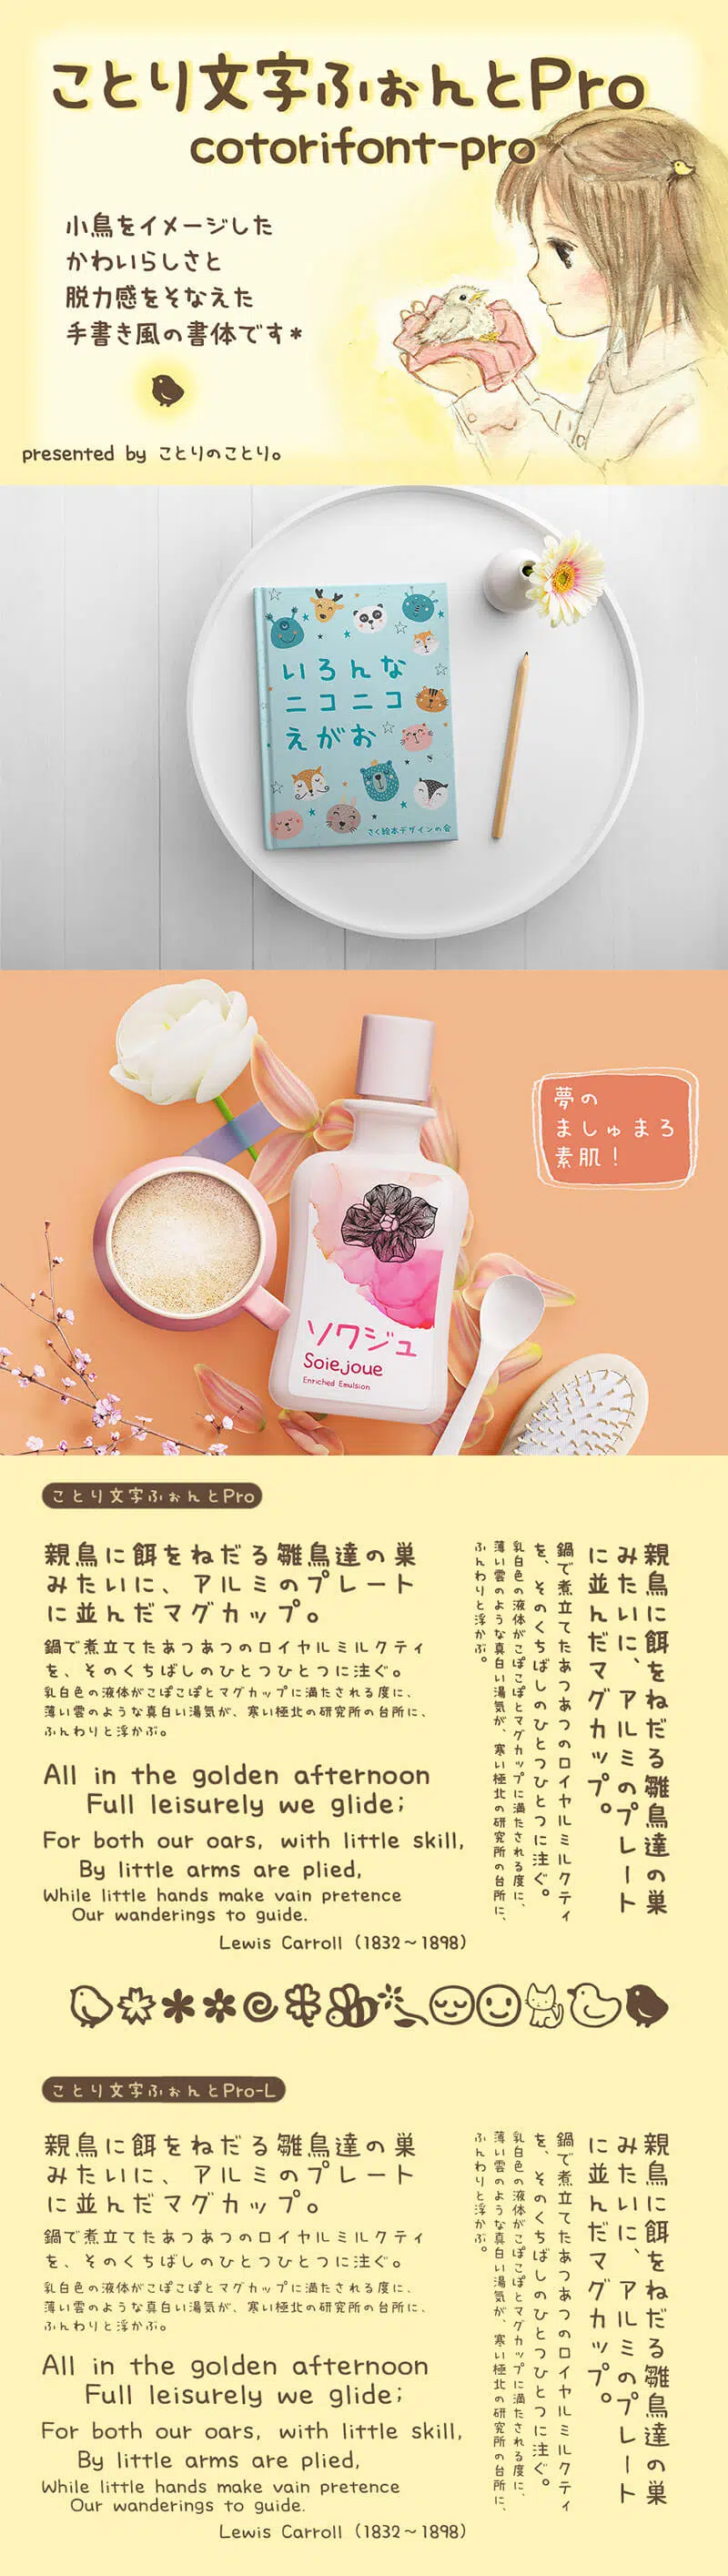 ことり文字ふぉんとPro
cotorifont-pro
小鳥をイメージした
かわいらしさと
脱力感をそなえた
手書き風の書体です*
presented by ことりのことり。
いろんな
ニコニコ
えがお
さく絵本デザインの会
夢の
ましゅまろ
素肌!
ソワジュ
Soiejoue
Enriched Emulsion
ことり文字ふぉんとPro
親鳥に餌をねだる雛鳥達の巣
みたいに、アルミのプレート
に並んだマグカップ。
鍋で煮立てたあつあつのロイヤルミルクティ
を、そのくちばしのひとつひとつに注ぐ。
乳白色の液体がこぽこぽとマグカップに満たされる度に、
薄い雲のような真白い湯気が、寒い極北の研究所の台所に、
ふんわりと浮かぶ。
All in the golden afternoon
Full leisurely we glide;
For both our oars, with little skill,
By little arms are plied,
While little hands make vain pretence
Our wanderings to guide.
Lewis Carroll (1832~1898)
親鳥に餌をねだる雛鳥達の巣
みたいに、アルミのプレート
に並んだマグカップ。
鍋で煮立てたあつあつのロイヤルミルクティ
を、そのくちばしのひとつひとつに注ぐ。
乳白色の液体がこぽこぽとマグカップに満たされる度に、
薄い雲のような真白い湯気が、寒い極北の研究所の台所に、
ふんわりと浮かぶ。
ことり文字ふぉんとPro-L
親鳥に餌をねだる雛鳥達の巣
みたいに、アルミのプレート
に並んだマグカップ。
鍋で煮立てたあつあつのロイヤルミルクティ
を、そのくちばしのひとつひとつに注ぐ。
乳白色の液体がこぽこぽとマグカップに満たされる度に、
薄い雲のような真白い湯気が、寒い極北の研究所の台所に、
ふんわりと浮かぶ。
All in the golden afternoon
Full leisurely we glide;
For both our oars, with little skill,
By little arms are plied,
While little hands make vain pretence
Our wanderings to guide.
Lewis Carroll (1832~1898)
親鳥に餌をねだる雛鳥達の巣
みたいに、アルミのプレート
に並んだマグカップ。
鍋で煮立てたあつあつのロイヤルミルクティ
を、そのくちばしのひとつひとつに注ぐ。
乳白色の液体がこぽこぽとマグカップに満たされる度に、
薄い雲のような真白い湯気が、寒い極北の研究所の台所に、
ふんわりと浮かぶ。